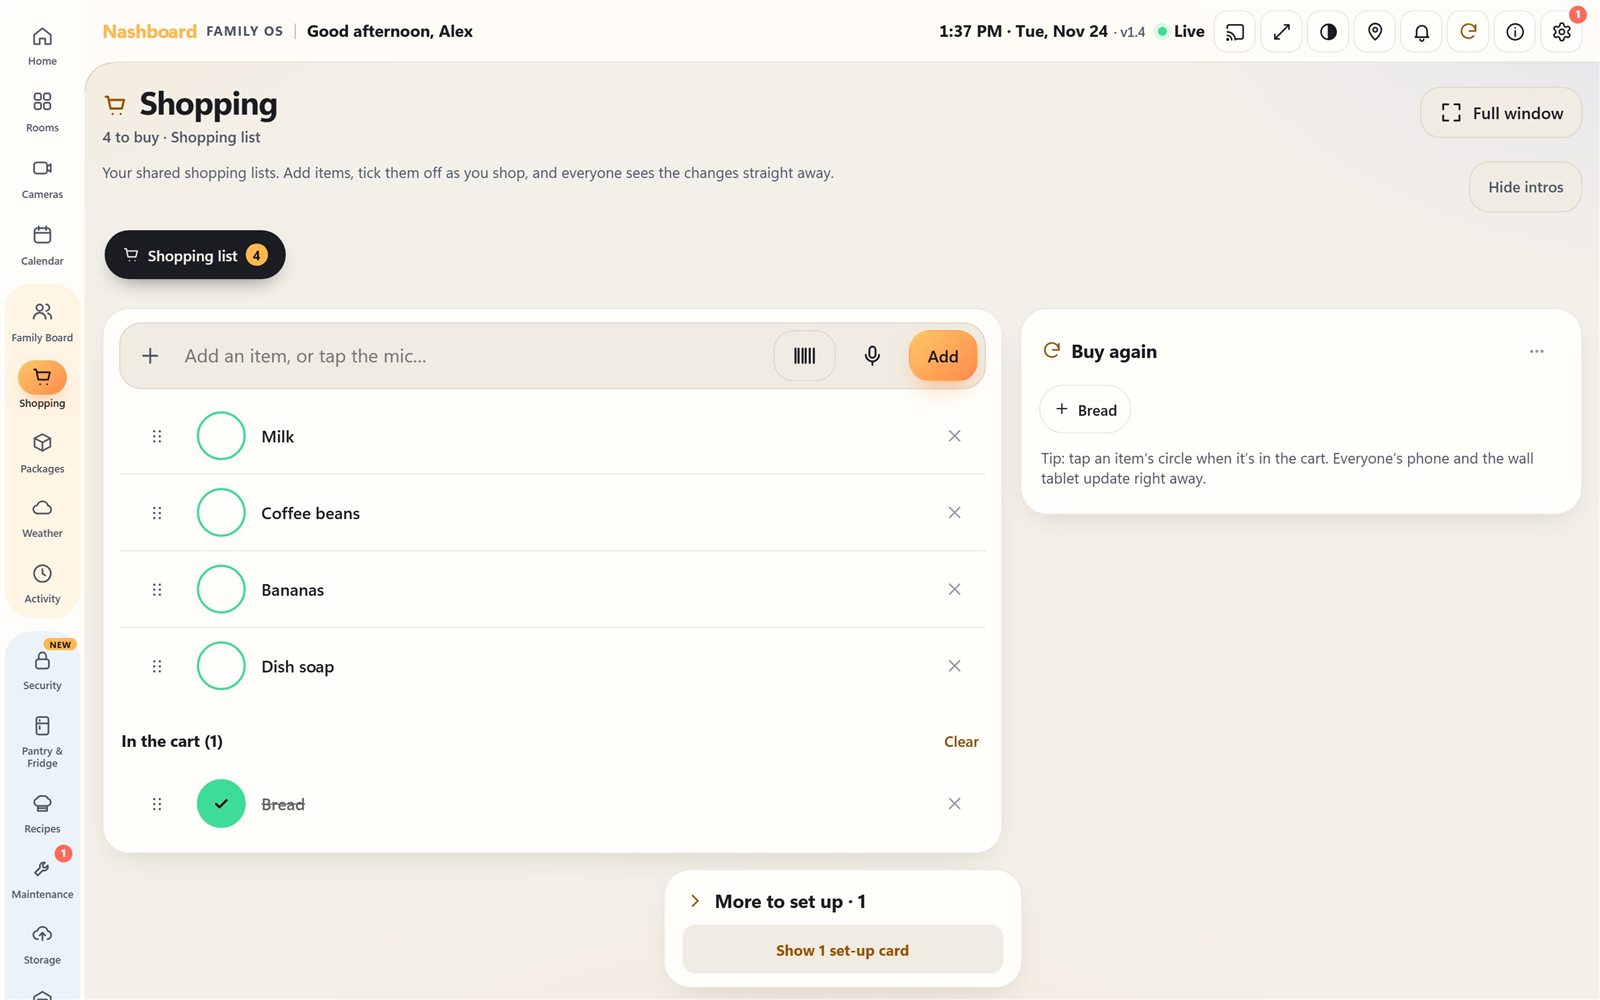 Nashboard FAMILY OS Good afternoon, Alex
1:37 PM · Tue, Nov 24 · v1.4 Live
1
Home
Rooms
Cameras
Calendar
Family Board
Shopping
Packages
Weather
Activity
NEW
Security
Pantry &
Fridge
Recipes
1
Maintenance
Storage
Shopping
4 to buy · Shopping list
Your shared shopping lists. Add items, tick them off as you shop, and everyone sees the changes straight away.
Full window
Hide intros
Shopping list 4
Add an item, or tap the mic...
Add
Milk
Coffee beans
Bananas
Dish soap
In the cart (1)
Clear
Bread
Buy again
Bread
Tip: tap an item’s circle when it’s in the cart. Everyone’s phone and the wall
tablet update right away.
More to set up · 1
Show 1 set-up card